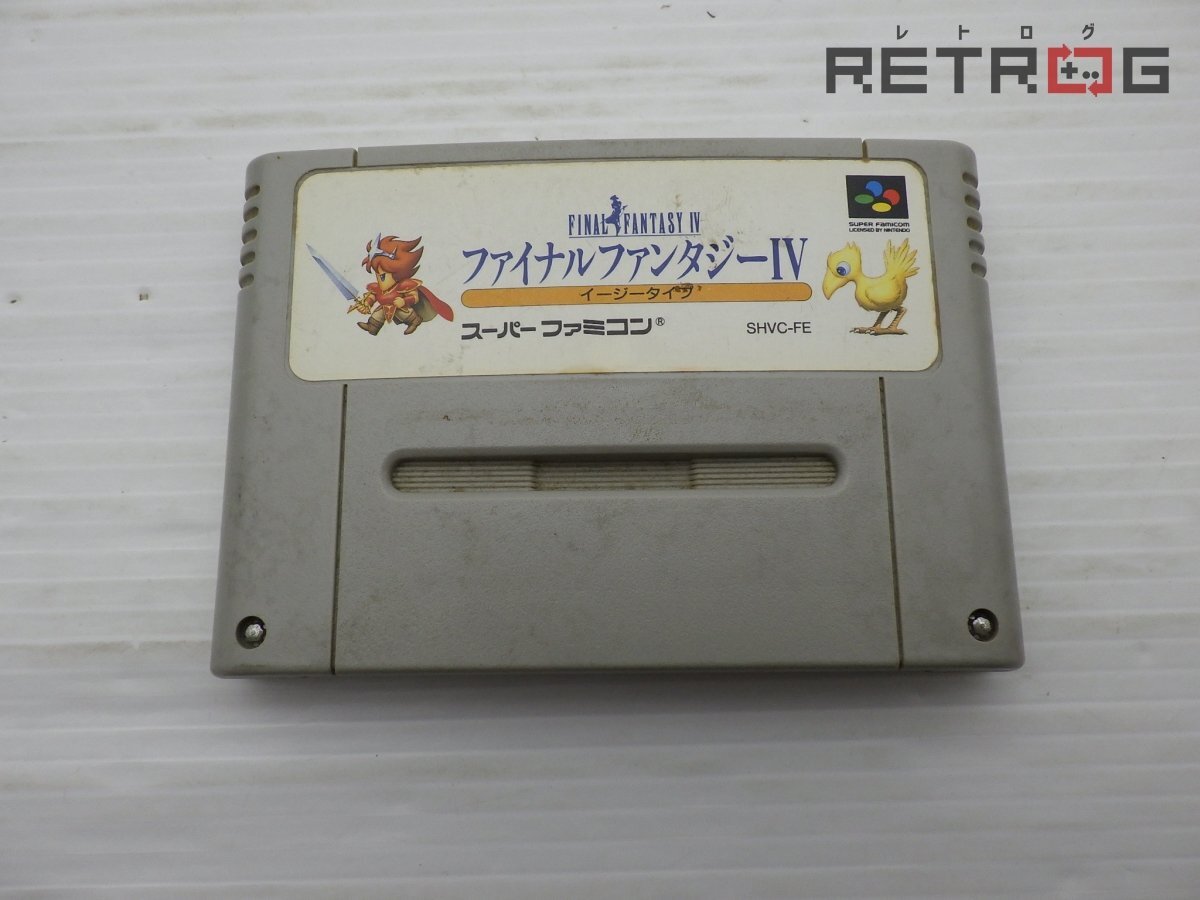 レトログ
RETROG
FINAL FANTASY IV
ファイナルファンタジーIV
イージータイプ
スーパーファミコン®
SHVC-FE
SUPER FAMICOM
LICENSED BY NINTENDO